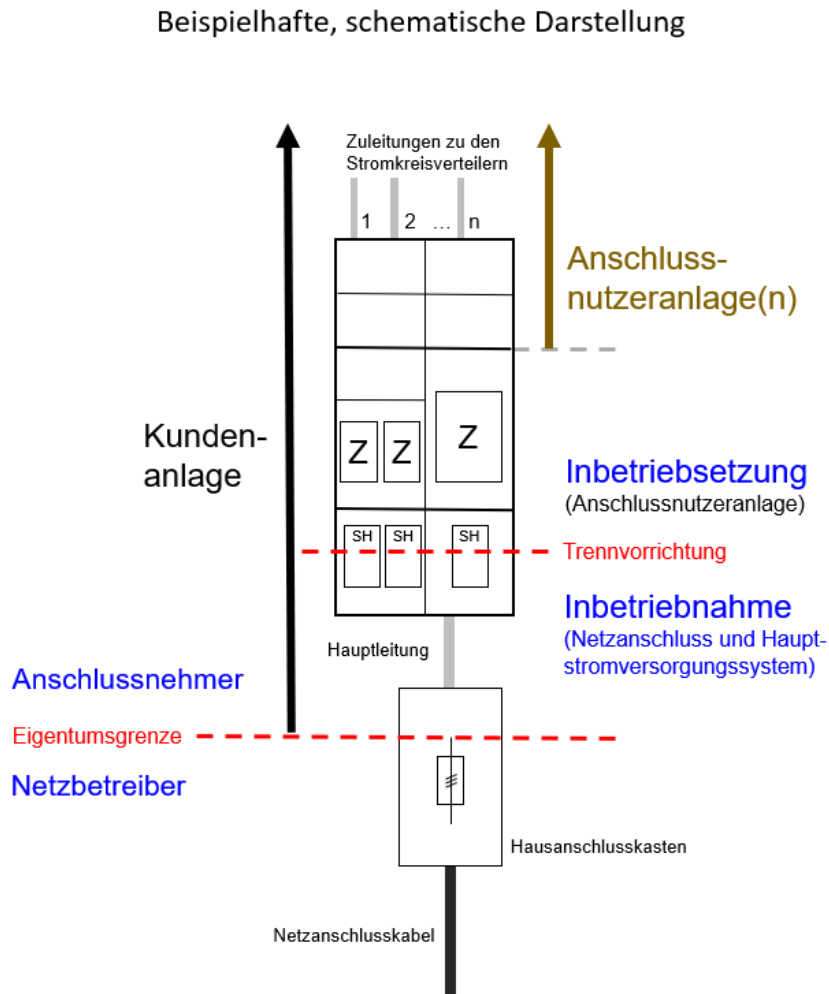 Beispielhafte, schematische Darstellung
Zuleitungen zu den
Stromkreisverteilern
1 2 ... n
Anschluss-
nutzeranlage(n)
Kunden-
anlage
Z Z Z
Inbetriebsetzung
(Anschlussnutzeranlage)
SH SH SH
Trennvorrichtung
Inbetriebnahme
(Netzanschluss und Haupt-
stromversorgungssystem)
Hauptleitung
Anschlussnehmer
Eigentumsgrenze
Netzbetreiber
Hausanschlusskasten
Netzanschlusskabel